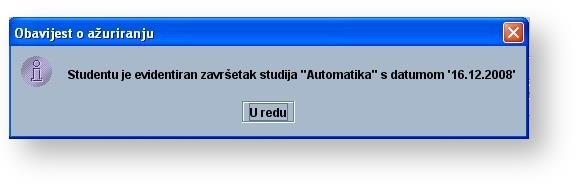 Obavijest o ažuriranju
Studentu je evidentiran završetak studija "Automatika" s datumom '16.12.2008'
U redu